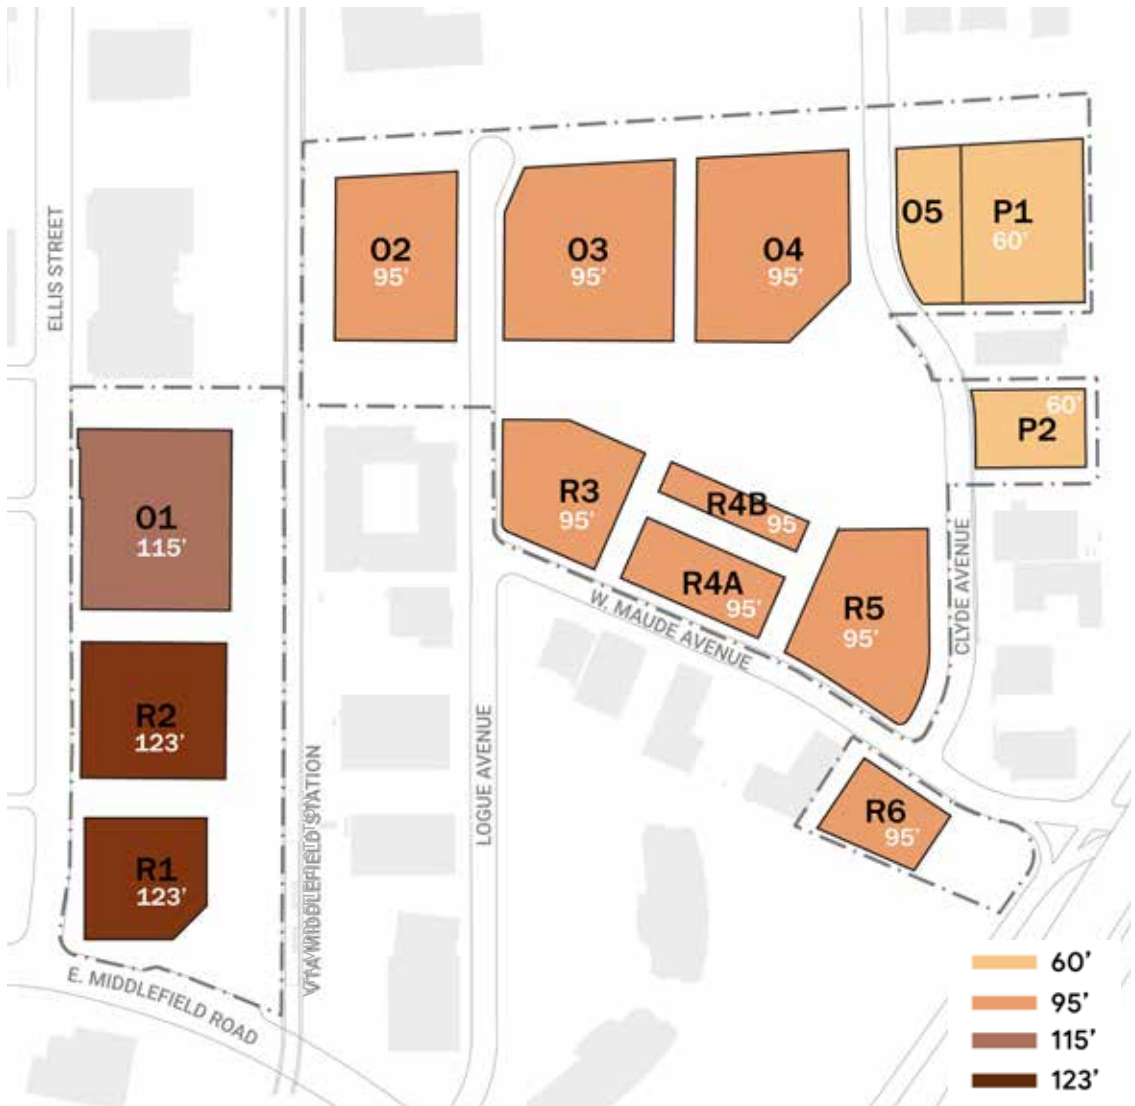 ELLIS STREET
O2
95'
O3
95'
O4
95'
O5
P1
60'
60'
P2
O1
115'
R3
95'
R4B
95
R4A
95'
R5
95'
W. MAUDE AVENUE
CLYDE AVENUE
R2
123'
LOGUE AVENUE
VTA MIDDLEFIELD STATION
R6
95'
R1
123'
E. MIDDLEFIELD ROAD
60'
95'
115'
123'